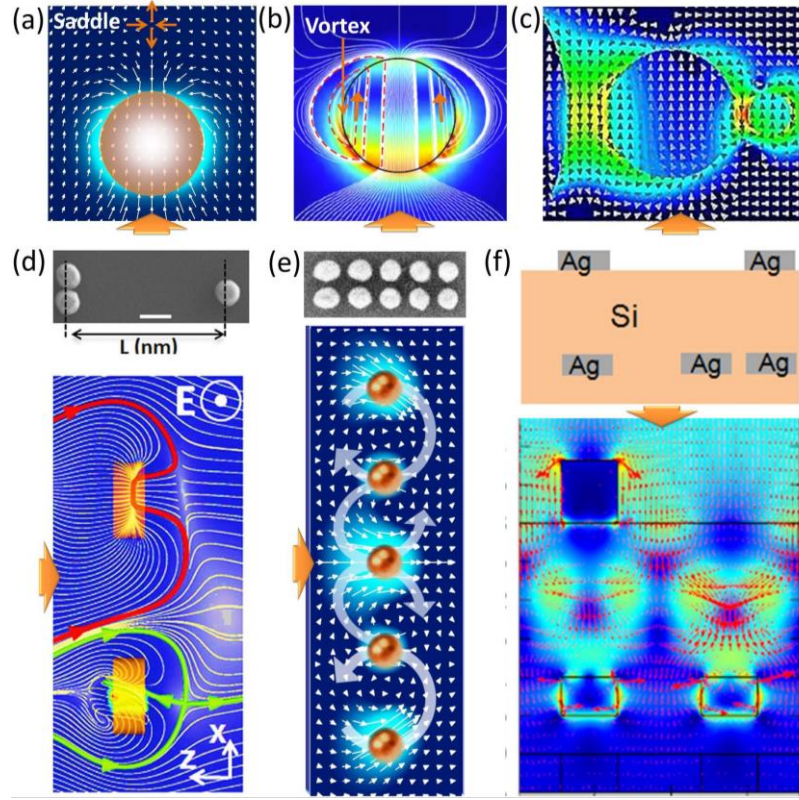 (a)
Saddle
(b)
Vortex
(c)
(d)
L (nm)
E
X
Z
(e)
(f)
Ag
Ag
Si
Ag
Ag
Ag